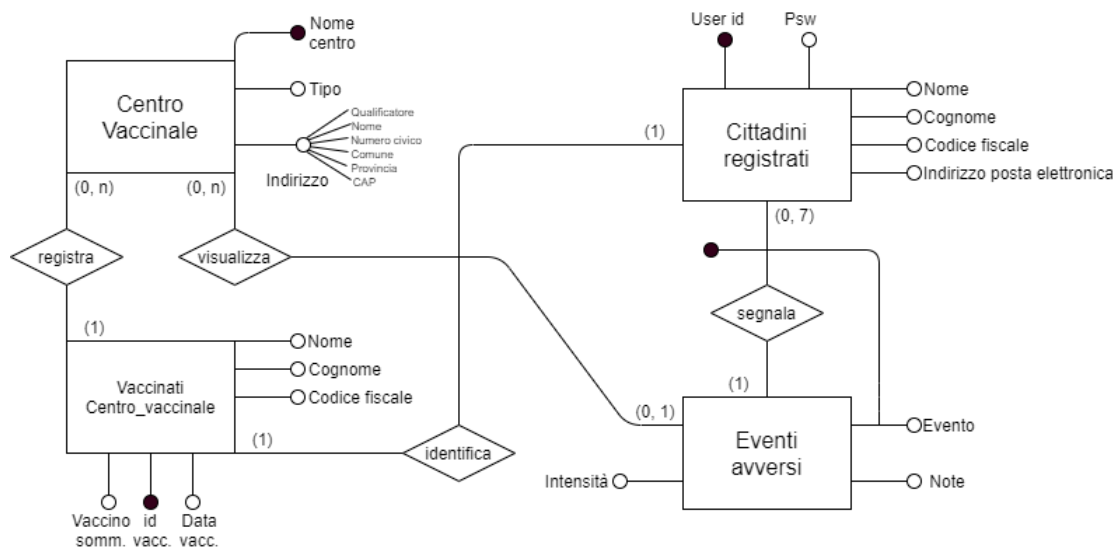 Nome
centro
User id
Psw
Centro
Vaccinale
Tipo
Qualificatore
Nome
Numero civico
Comune
Provincia
CAP
Indirizzo
(0, n)
(0, n)
(1)
Cittadini
registrati
Nome
Cognome
Codice fiscale
Indirizzo posta elettronica
(0, 7)
registra
visualizza
segnala
(1)
Vaccinati
Centro_vaccinale
Nome
Cognome
Codice fiscale
(1)
identifica
(0, 1)
(1)
Eventi
avversi
Evento
Intensità
Note
Vaccino
somm.
id
vacc.
Data
vacc.